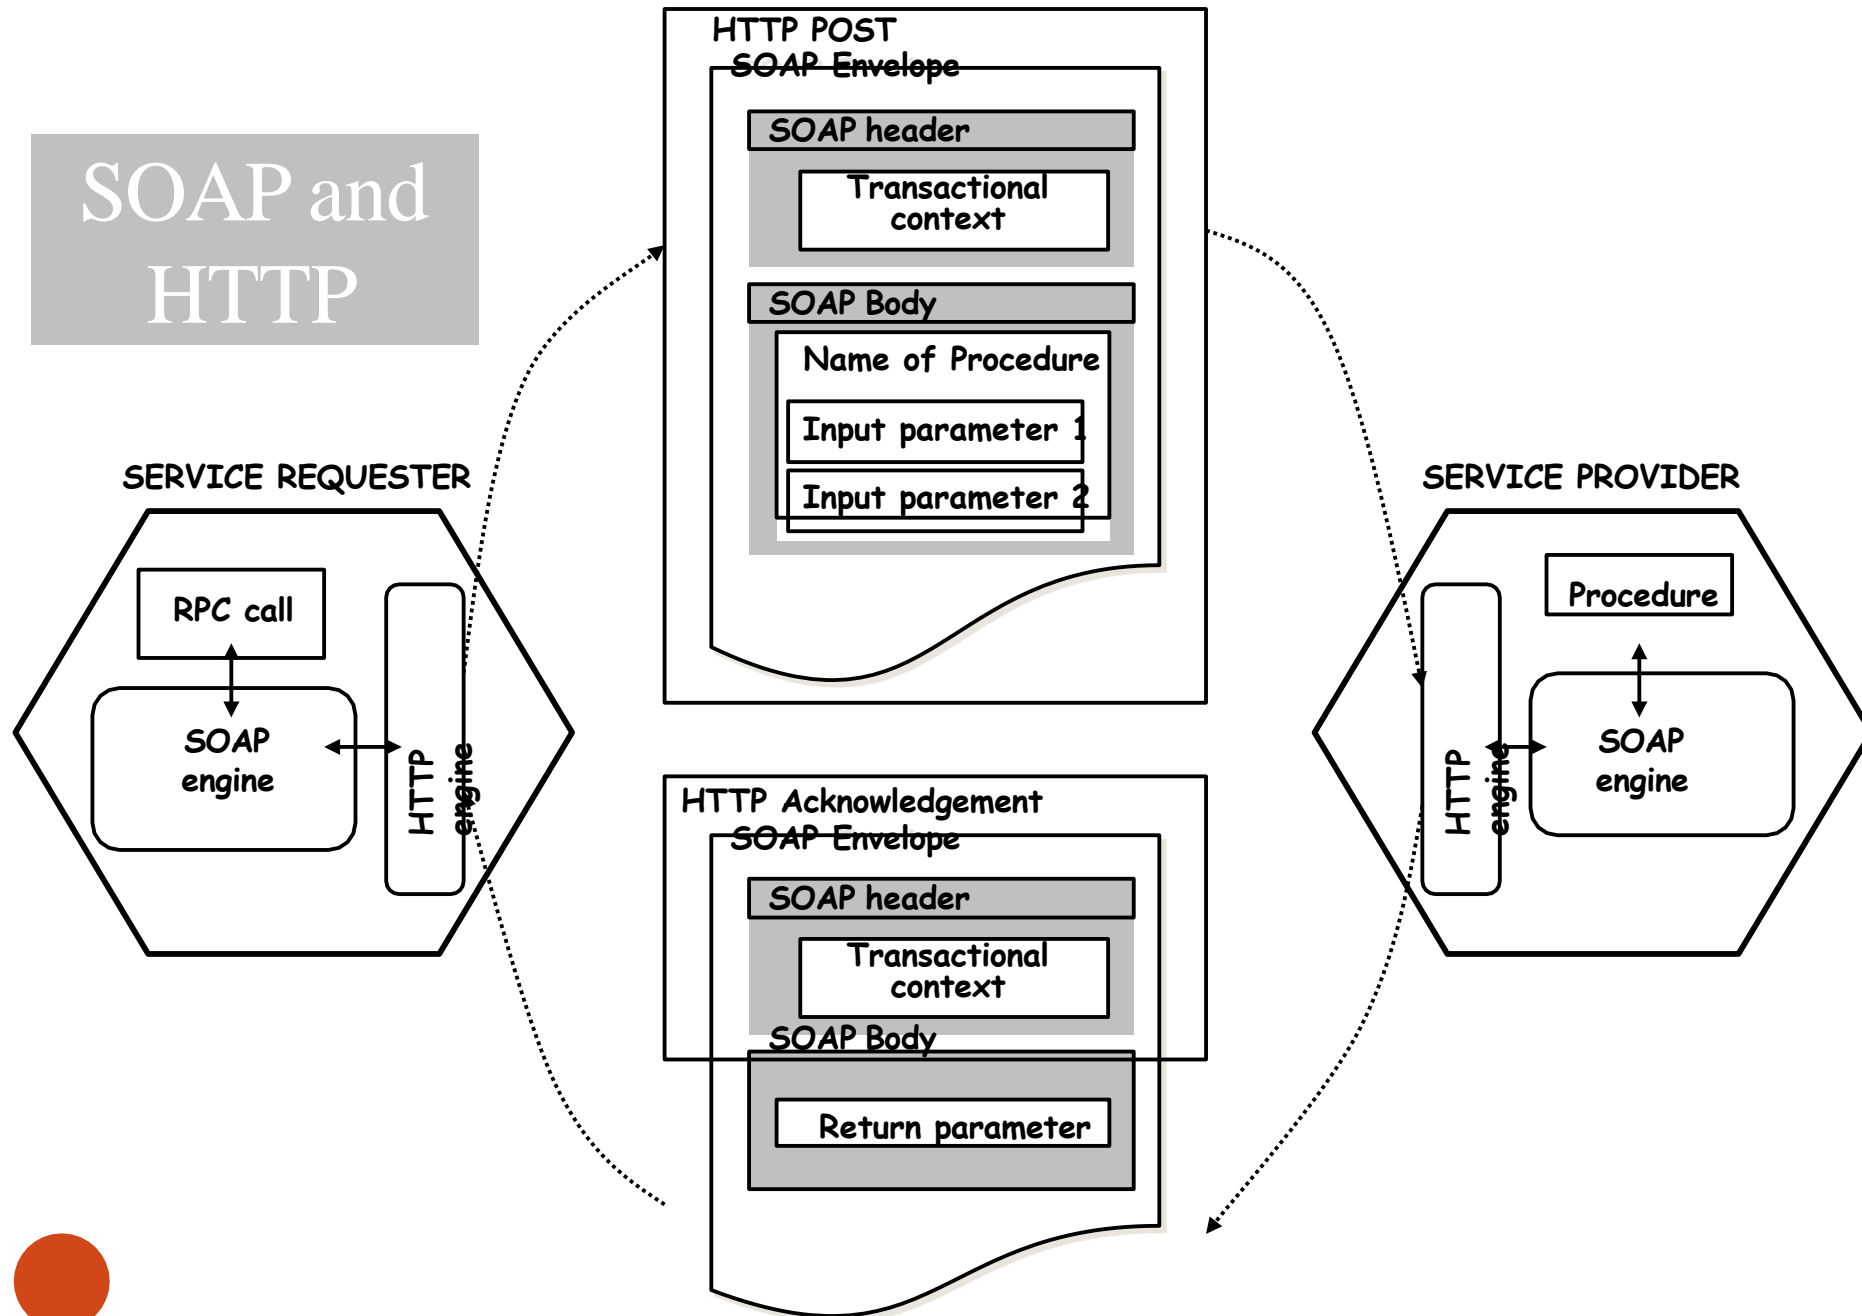 SOAP and
HTTP
HTTP POST
SOAP Envelope
SOAP header
Transactional
context
SOAP Body
Name of Procedure
Input parameter 1
Input parameter 2
SERVICE REQUESTER
RPC call
SOAP
engine
HTTP
engine
SERVICE PROVIDER
Procedure
HTTP
engine
SOAP
engine
HTTP Acknowledgement
SOAP Envelope
SOAP header
Transactional
context
SOAP Body
Return parameter